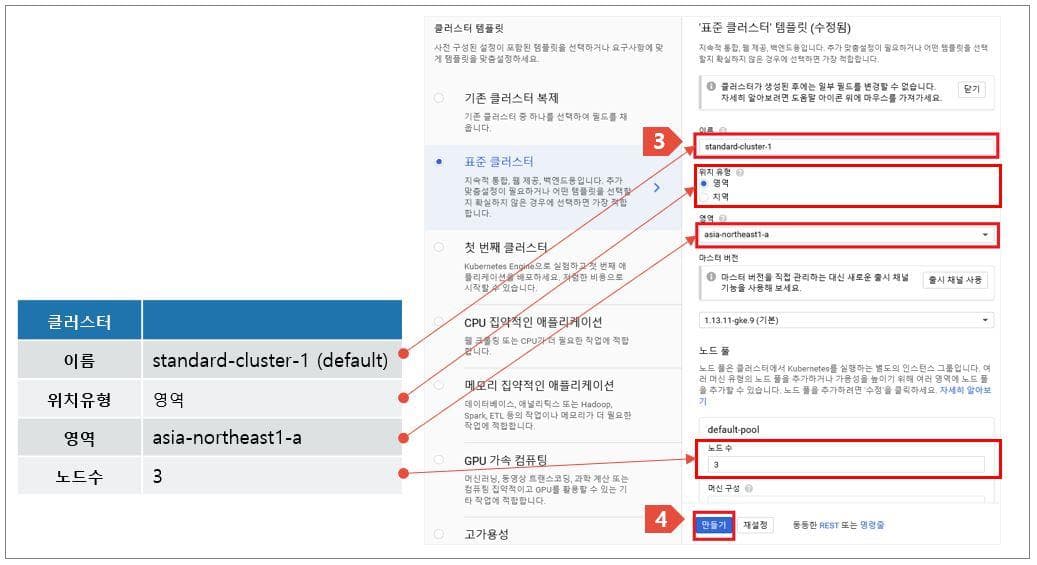 클러스터 템플릿
사전 구성된 설정이 포함된 템플릿을 선택하거나 요구사항에 맞
게 템플릿을 맞춤설정하세요.
기존 클러스터 복제
기존 클러스터 중 하나를 선택하여 필드를 채
웁니다.
표준 클러스터
지속적 통합, 웹 제공, 백엔드용입니다. 추가
맞춤설정이 필요하거나 어떤 템플릿을 선택할
지 확실하지 않은 경우에 선택하면 가장 적합
합니다.
첫 번째 클러스터
Kubernetes Engine으로 실험하고 첫 번째 애
플리케이션을 배포하세요. 저렴한 비용으로
시작할 수 있습니다.
CPU 집약적인 애플리케이션
웹 크롤링 또는 CPU가 더 필요한 작업에 적합
합니다.
메모리 집약적인 애플리케이션
데이터베이스, 애널리틱스 또는 Hadoop,
Spark, ETL 등의 작업이나 메모리가 더 필요한
작업에 적합합니다.
GPU 가속 컴퓨팅
머신러닝, 동영상 트랜스코딩, 과학 계산 또는
컴퓨팅 집약적이고 GPU를 활용할 수 있는 기
타 작업에 적합합니다.
고가용성
'표준 클러스터' 템플릿 (수정됨)
지속적 통합, 웹 제공, 백엔드용입니다. 추가 맞춤설정이 필요하거나 어떤 템플릿을 선택
할지 확실하지 않은 경우에 선택하면 가장 적합합니다.
클러스터가 생성된 후에는 일부 필드를 변경할 수 없습니다.
자세히 알아보려면 도움말 아이콘 위에 마우스를 가져가세요.
닫기
3
이름
standard-cluster-1
위치 유형
영역
지역
영역
asia-northeast1-a
마스터 버전
마스터 버전을 직접 관리하는 대신 새로운 출시 채널
기능을 사용해 보세요.
출시 채널 사용
1.13.11-gke.9 (기본)
노드 풀
노드 풀은 클러스터에서 Kubernetes를 실행하는 별도의 인스턴스 그룹입니다. 여
러 머신 유형의 노드 풀을 추가하거나 가용성을 높이기 위해 여러 영역에 노드 풀
을 추가할 수 있습니다. 노드 풀을 추가하려면 '수정'을 클릭하세요. 자세히 알아보
기
default-pool
노드 수
3
머신 구성
4
만들기
재설정
동등한 REST 또는 명령줄
클러스터
이름 standard-cluster-1 (default)
위치유형 영역
영역 asia-northeast1-a
노드수 3